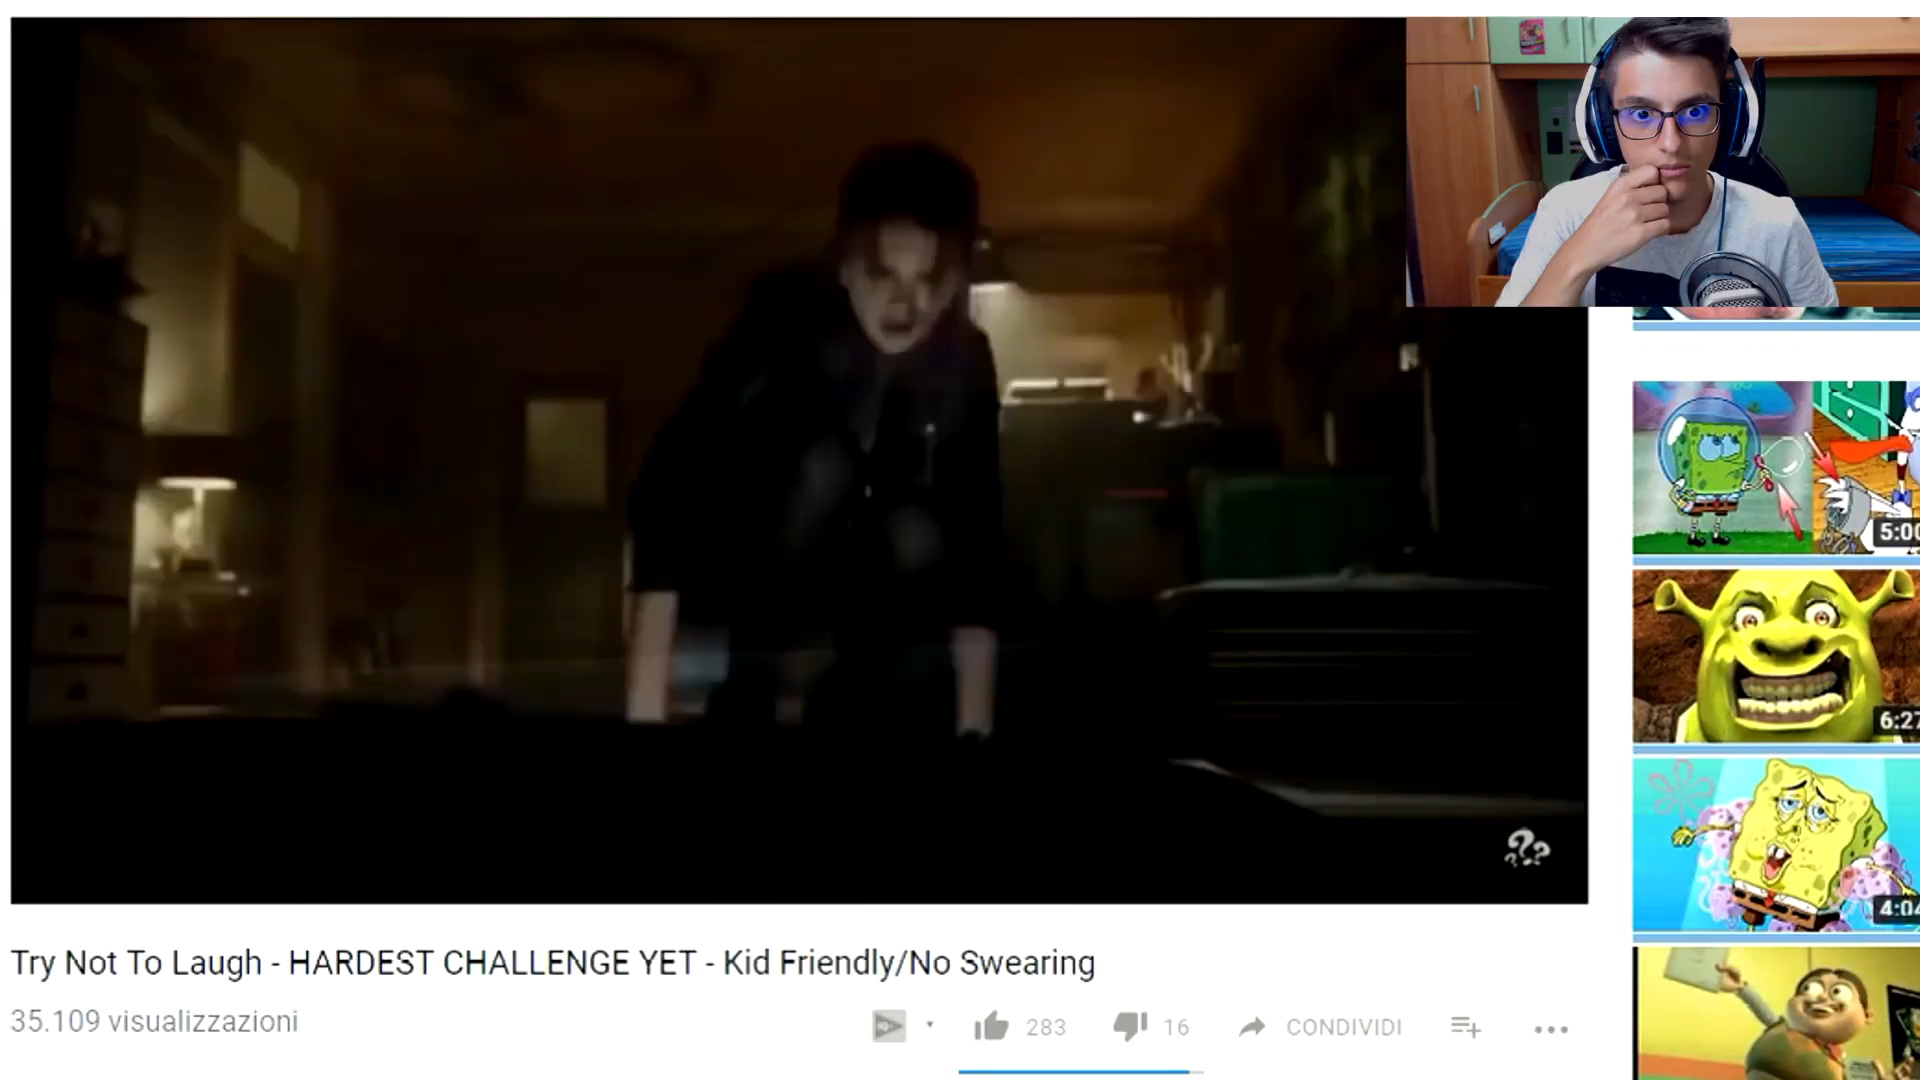 5:00
6:27
4:04
Try Not To Laugh - HARDEST CHALLENGE YET - Kid Friendly/No Swearing
35.109 visualizzazioni
283
16
CONDIVIDI